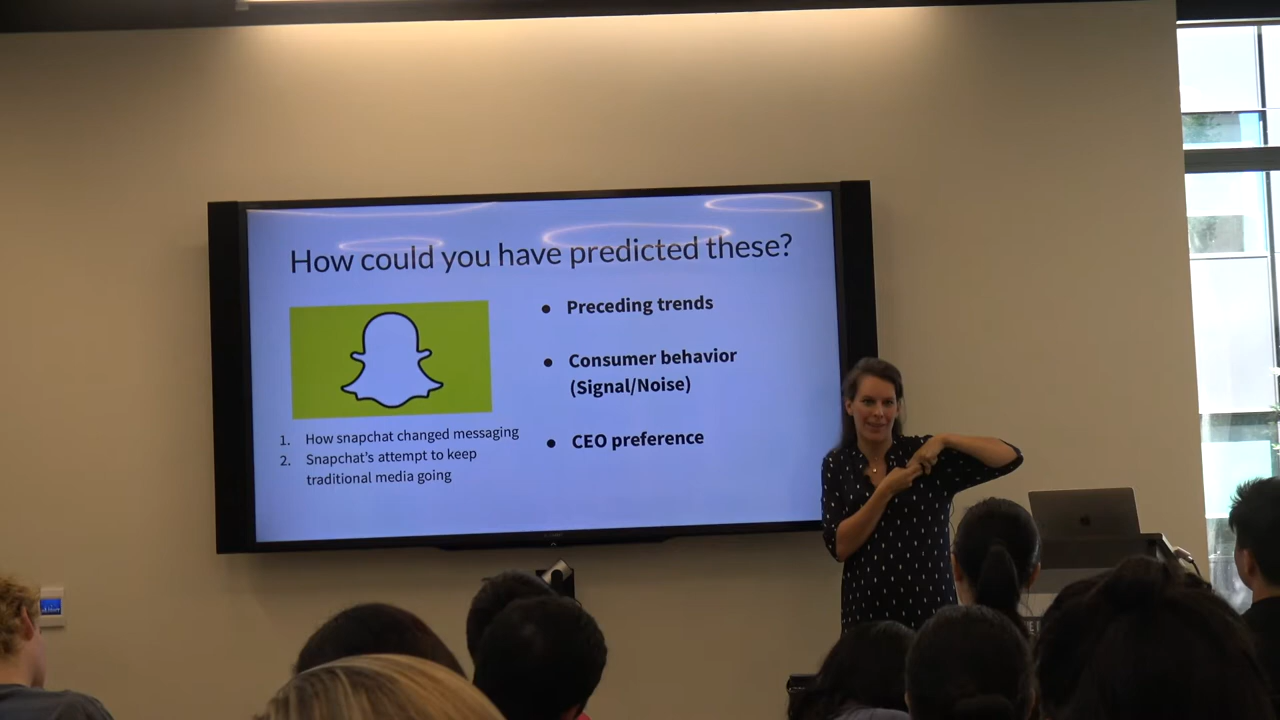 How could you have predicted these?
● Preceding trends
● Consumer behavior
(Signal/Noise)
● CEO preference
1. How snapchat changed messaging
2. Snapchat's attempt to keep
traditional media going